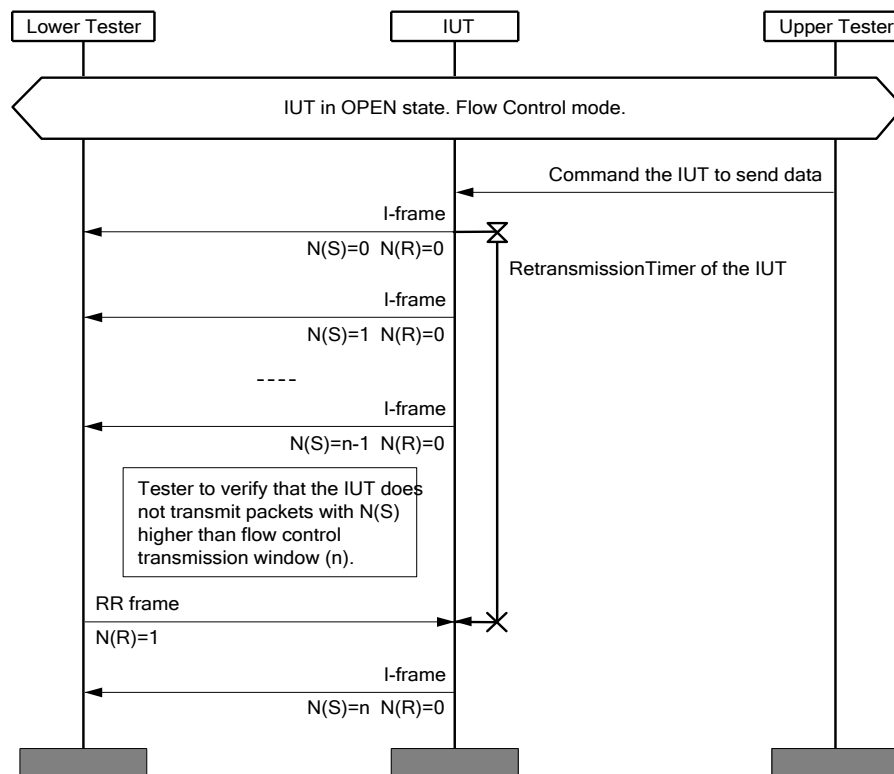 Lower Tester
IUT
Upper Tester
IUT in OPEN state. Flow Control mode.
Command the IUT to send data
I-frame
N(S)=0 N(R)=0
RetransmissionTimer of the IUT
I-frame
N(S)=1 N(R)=0
----
I-frame
N(S)=n-1 N(R)=0
Tester to verify that the IUT does
not transmit packets with N(S)
higher than flow control
transmission window (n).
RR frame
N(R)=1
I-frame
N(S)=n N(R)=0